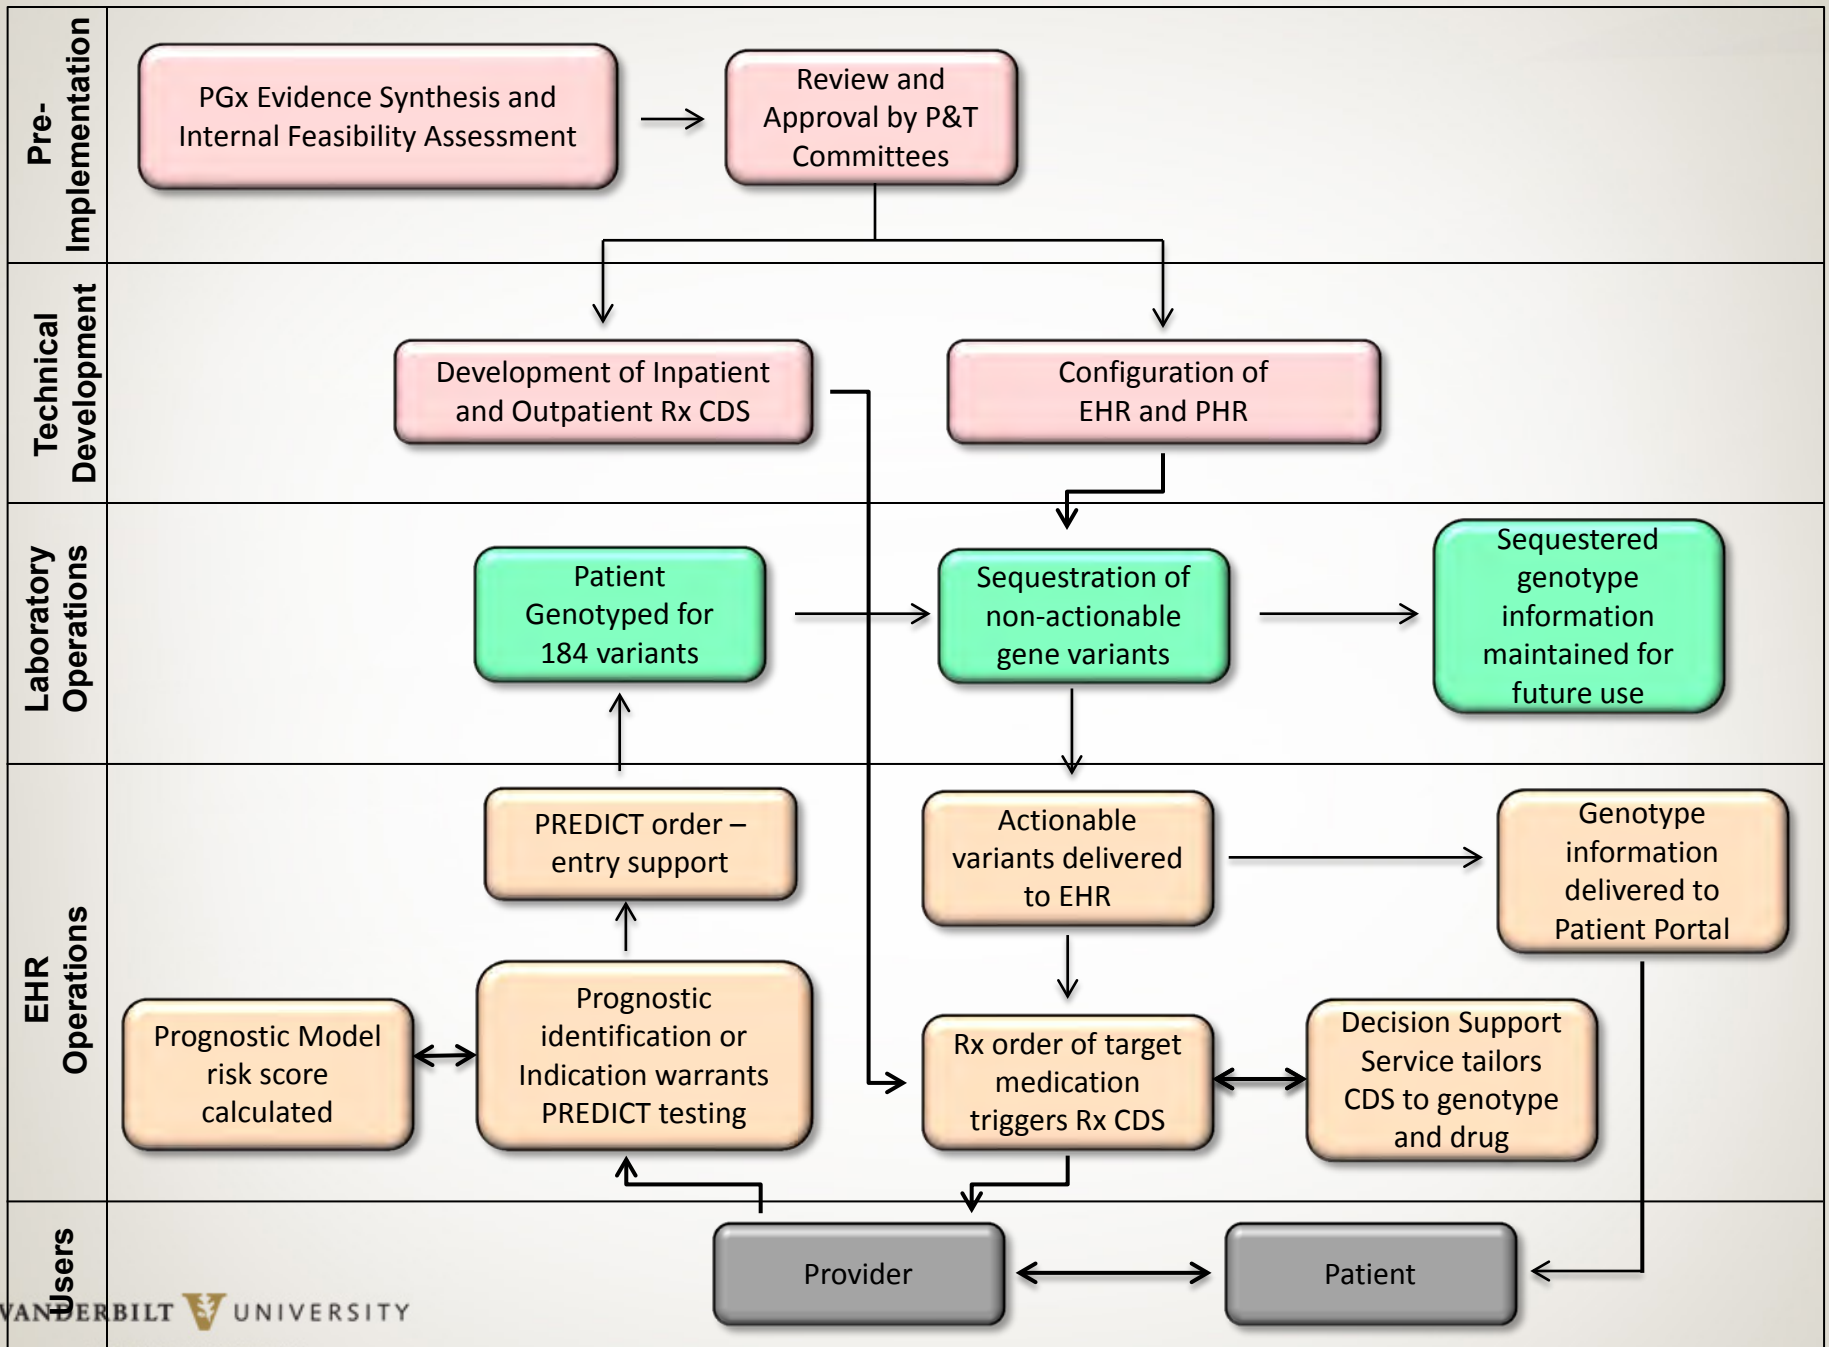 Pre-
Implementation
PGx Evidence Synthesis and
Internal Feasibility Assessment
Review and
Approval by P&T
Committees
Technical
Development
Development of Inpatient
and Outpatient Rx CDS
Configuration of
EHR and PHR
Laboratory
Operations
Patient
Genotyped for
184 variants
Sequestration of
non-actionable
gene variants
Sequestered
genotype
information
maintained for
future use
EHR
Operations
PREDICT order –
entry support
Actionable
variants delivered
to EHR
Genotype
information
delivered to
Patient Portal
Prognostic Model
risk score
calculated
Prognostic
identification or
Indication warrants
PREDICT testing
Rx order of target
medication
triggers Rx CDS
Decision Support
Service tailors
CDS to genotype
and drug
Users
Provider
Patient
VANDERBILT UNIVERSITY